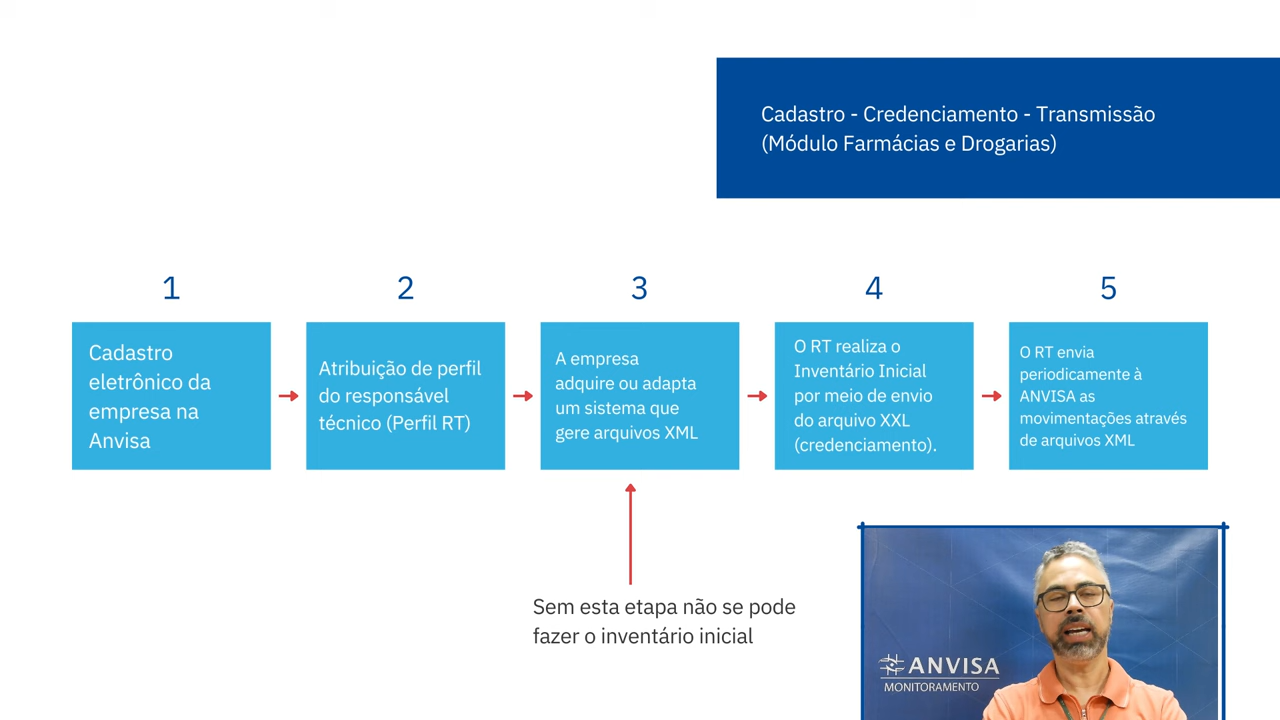 Cadastro - Credenciamento - Transmissão
(Módulo Farmácias e Drogarias)
1
Cadastro
eletrônico da
empresa na
Anvisa
2
Atribuição de perfil
do responsável
técnico (Perfil RT)
3
A empresa
adquire ou adapta
um sistema que
gere arquivos XML
4
O RT realiza o
Inventário Inicial
por meio de envio
do arquivo XXL
(credenciamento).
5
O RT envia
periodicamente à
ANVISA as
movimentações através
de arquivos XML
Sem esta etapa não se pode
fazer o inventário inicial
ANVISA
MONITORAMENTO